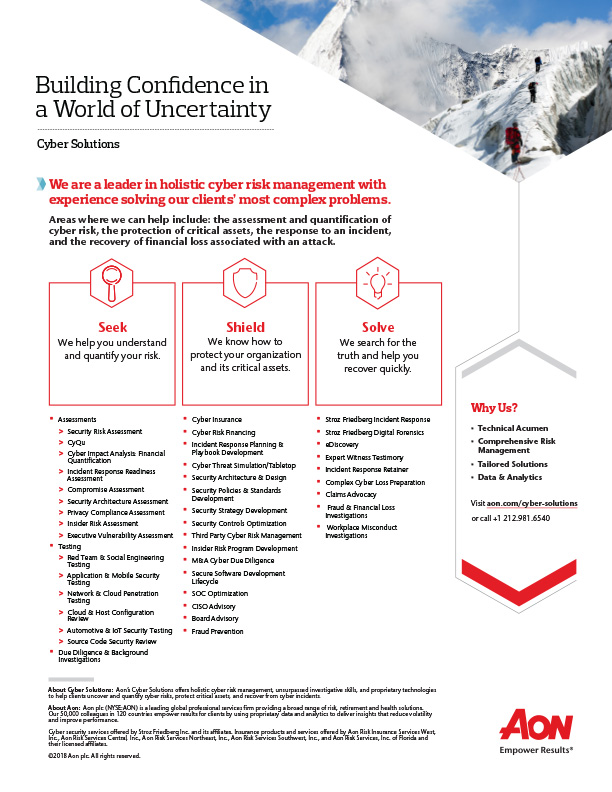 Building Confidence in
a World of Uncertainty
Cyber Solutions
We are a leader in holistic cyber risk management with
experience solving our clients' most complex problems.
Areas where we can help include: the assessment and quantification of
cyber risk, the protection of critical assets, the response to an incident,
and the recovery of financial loss associated with an attack.
Seek
We help you understand
and quantify your risk.
Shield
We know how to
protect your organization
and its critical assets.
Solve
We search for the
truth and help you
recover quickly.
• Assessments
> Security Risk Assessment
> CyQu
> Cyber Impact Analysis: Financial
Quantification
> Incident Response Readiness
Assessment
> Compromise Assessment
> Security Architecture Assessment
> Privacy Compliance Assessment
> Insider Risk Assessment
> Executive Vulnerability Assessment
• Testing
> Red Team & Social Engineering
Testing
> Application & Mobile Security
Testing
> Network & Cloud Penetration
Testing
> Cloud & Host Configuration
Review
> Automotive & IoT Security Testing
> Source Code Security Review
• Due Diligence & Background
Investigations
• Cyber Insurance
• Cyber Risk Financing
• Incident Response Planning &
Playbook Development
• Cyber Threat Simulation/Tabletop
• Security Architecture & Design
• Security Policies & Standards
Development
• Security Strategy Development
• Security Controls Optimization
• Third Party Cyber Risk Management
• Insider Risk Program Development
• M&A Cyber Due Diligence
• Secure Software Development
Lifecycle
• SOC Optimization
• CISO Advisory
• Board Advisory
• Fraud Prevention
• Stroz Friedberg Incident Response
• Stroz Friedberg Digital Forensics
• eDiscovery
• Expert Witness Testimony
• Incident Response Retainer
• Complex Cyber Loss Preparation
• Claims Advocacy
• Fraud & Financial Loss
Investigations
• Workplace Misconduct
Investigations
Why Us?
• Technical Acumen
• Comprehensive Risk
Management
• Tailored Solutions
• Data & Analytics
Visit aon.com/cyber-solutions
or call +1 212.981.6540
About Cyber Solutions: Aon's Cyber Solutions offers holistic cyber risk management, unsurpassed investigative skills, and proprietary technologies
to help clients uncover and quantify cyber risks, protect critical assets, and recover from cyber incidents.
About Aon: Aon plc (NYSE:AON) is a leading global professional services firm providing a broad range of risk, retirement and health solutions.
Our 50,000 colleagues in 120 countries empower results for clients by using proprietary data and analytics to deliver insights that reduce volatility
and improve performance.
Cyber security services offered by Stroz Friedberg Inc. and its affiliates. Insurance products and services offered by Aon Risk Insurance Services West,
Inc., Aon Risk Services Central, Inc., Aon Risk Services Northeast, Inc., Aon Risk Services Southwest, Inc., and Aon Risk Services, Inc. of Florida and
their licensed affiliates.
©2018 Aon plc. All rights reserved.
AON
Empower Results®